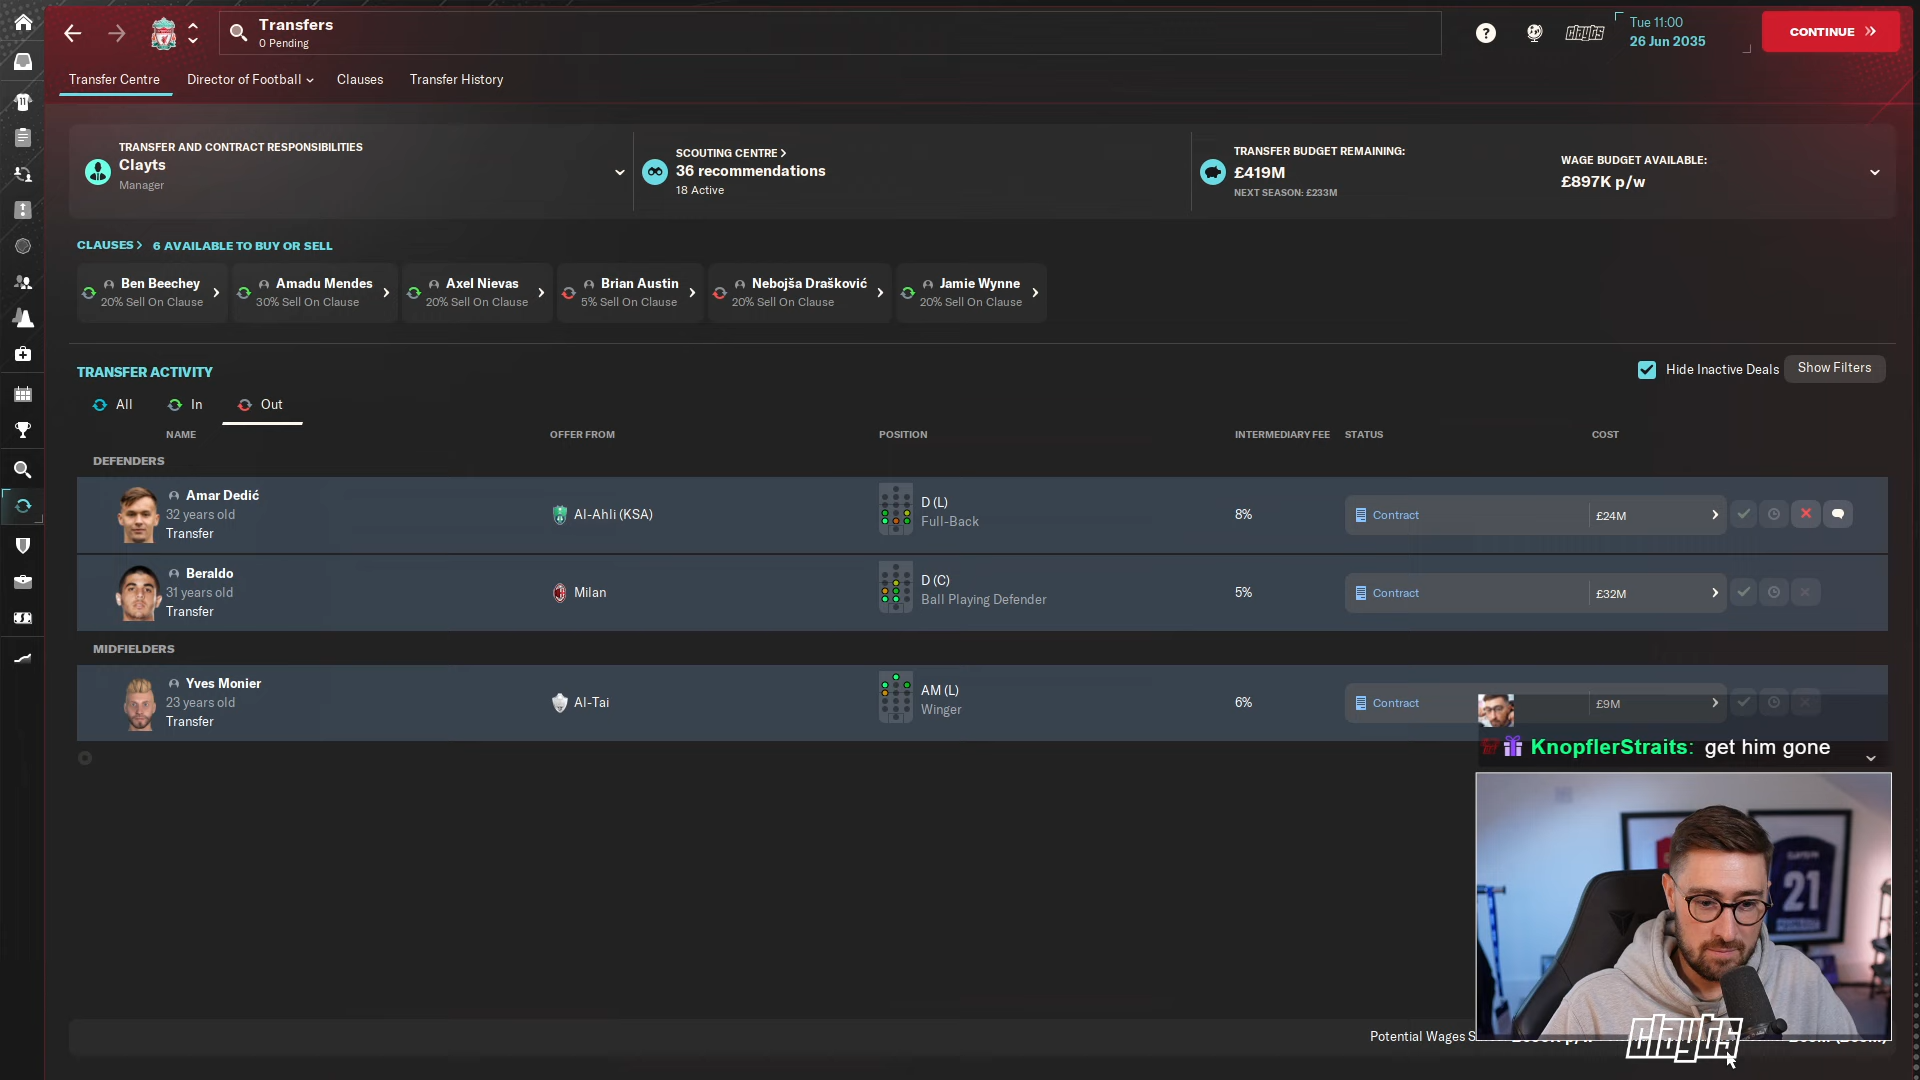 Transfers
0 Pending
Tue 11:00
26 Jun 2035
CONTINUE
Transfer Centre
Director of Football
Clauses
Transfer History
TRANSFER AND CONTRACT RESPONSIBILITIES
Clayts
Manager
SCOUTING CENTRE >
36 recommendations
18 Active
TRANSFER BUDGET REMAINING:
£419M
NEXT SEASON: £233M
WAGE BUDGET AVAILABLE:
£897K p/w
CLAUSES >
6 AVAILABLE TO BUY OR SELL
Ben Beechey
20% Sell On Clause
Amadu Mendes
30% Sell On Clause
Axel Nievas
20% Sell On Clause
Brian Austin
5% Sell On Clause
Nebojša Drašković
20% Sell On Clause
Jamie Wynne
20% Sell On Clause
TRANSFER ACTIVITY
Hide Inactive Deals
Show Filters
All
In
Out
NAME
OFFER FROM
POSITION
INTERMEDIARY FEE
STATUS
COST
DEFENDERS
Amar Dedić
32 years old
Transfer
Al-Ahli (KSA)
D (L)
Full-Back
8%
Contract
£24M
Beraldo
31 years old
Transfer
Milan
D (C)
Ball Playing Defender
5%
Contract
£32M
MIDFIELDERS
Yves Monier
23 years old
Transfer
Al-Tai
AM (L)
Winger
6%
Contract
£9M
KnopflerStraits: get him gone
CLAYTS
21
Potential Wages
clayts